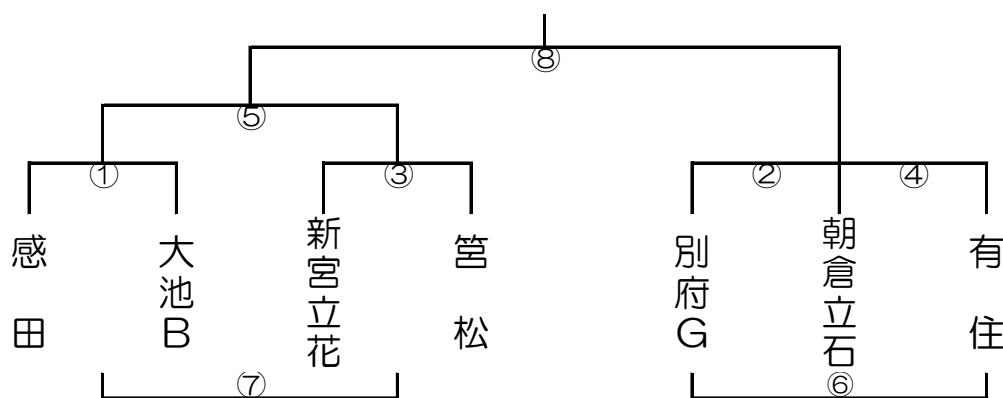 ⑧
⑤
① ③ ② ④
感田
大池B
新宮立花
筥松
別府G
朝倉立石
有住
⑦ ⑥